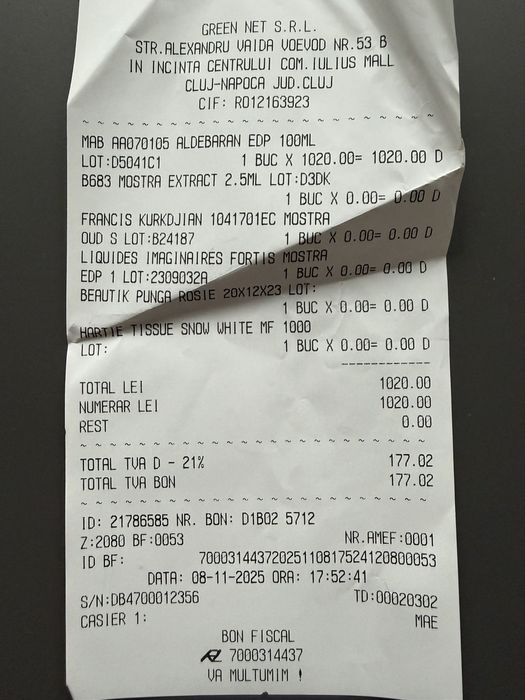 GREEN NET S.R.L.
STR.ALEXANDRU VAIDA VOEVOD NR.53 B
IN INCINTA CENTRULUI COM.IULIUS MALL
CLUJ-NAPOCA JUD.CLUJ
CIF: RO12163923
~ ~ ~ ~ ~ ~ ~ ~ ~ ~ ~ ~ ~ ~ ~ ~ ~ ~ ~
MAB AA070105 ALDEBARAN EDP 100ML
LOT:D5041C1 1 BUC X 1020.00= 1020.00 D
B683 MOSTRA EXTRACT 2.5ML LOT:D3DK
1 BUC X 0.00= 0.00 D
FRANCIS KURKDJIAN 1041701EC MOSTRA
OUD S LOT:B24187 1 BUC X 0.00= 0.00 D
LIQUIDES IMAGINAIRES FORTIS MOSTRA
EDP 1 LOT:2309032A 1 BUC X 0.00= 0.00 D
BEAUTIK PUNGA ROSIE 20X12X23 LOT:
1 BUC X 0.00= 0.00 D
HARTIE TISSUE SNOW WHITE MF 1000
LOT: 1 BUC X 0.00= 0.00 D
------------
TOTAL LEI 1020.00
NUMERAR LEI 1020.00
REST 0.00
~ ~ ~ ~ ~ ~ ~ ~ ~ ~ ~ ~ ~ ~ ~ ~ ~ ~ ~
TOTAL TVA D - 21% 177.02
TOTAL TVA BON 177.02
~ ~ ~ ~ ~ ~ ~ ~ ~ ~ ~ ~ ~ ~ ~ ~ ~ ~ ~
ID: 21786585 NR. BON: D1B02 5712
Z:2080 BF:0053 NR.AMEF:0001
ID BF: 70003144372025110817524120800053
DATA: 08-11-2025 ORA: 17:52:41
S/N:DB4700012356 TD:00020302
CASIER 1: MAE
BON FISCAL
7000314437
VA MULTUMIM !